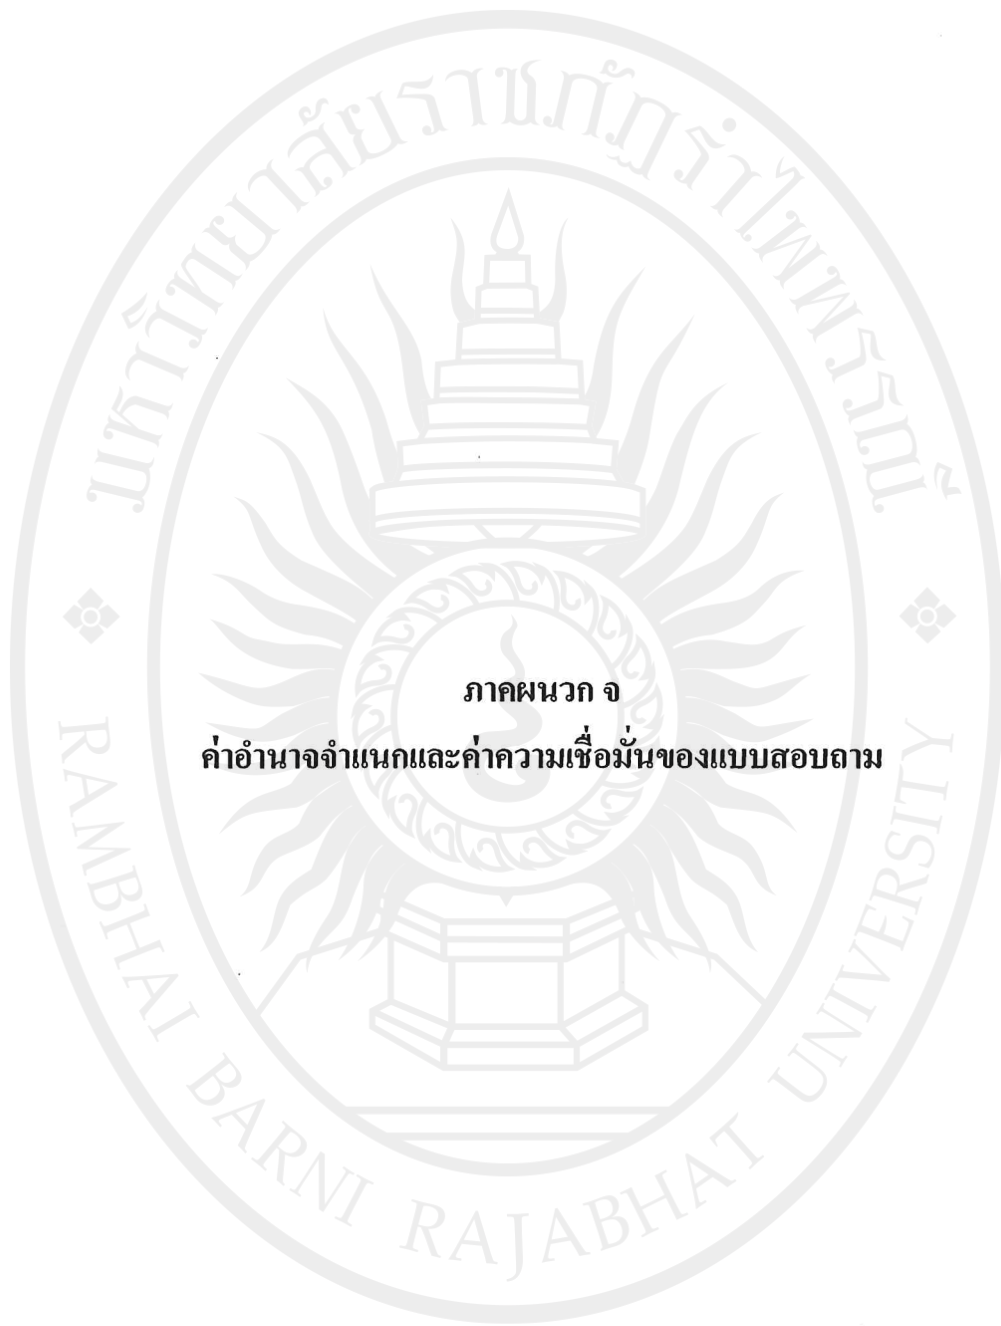 มหาวิทยาลัยราชภัฏรำไพพรรณี
ภาคผนวก จ
ค่าอำนาจจำแนกและค่าความเชื่อมั่นของแบบสอบถาม
RAMBHAI BARNI RAJABHAT UNIVERSITY